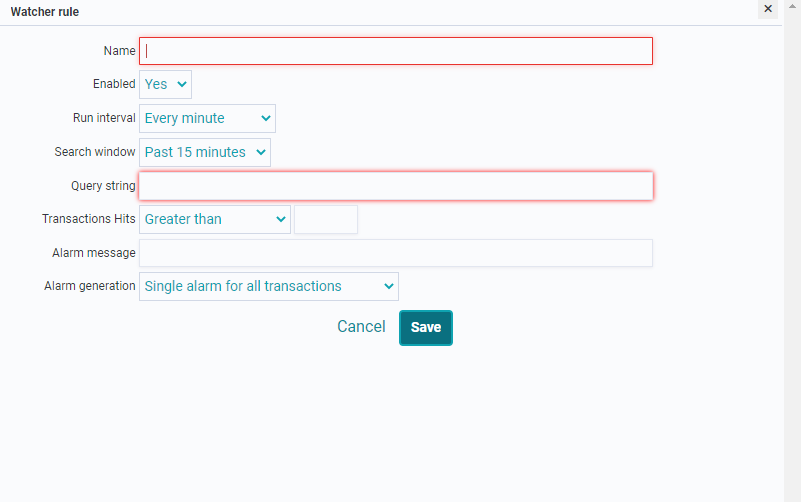 Watcher rule
Name
Enabled Yes
Run interval Every minute
Search window Past 15 minutes
Query string
Transactions Hits Greater than
Alarm message
Alarm generation Single alarm for all transactions
Cancel Save